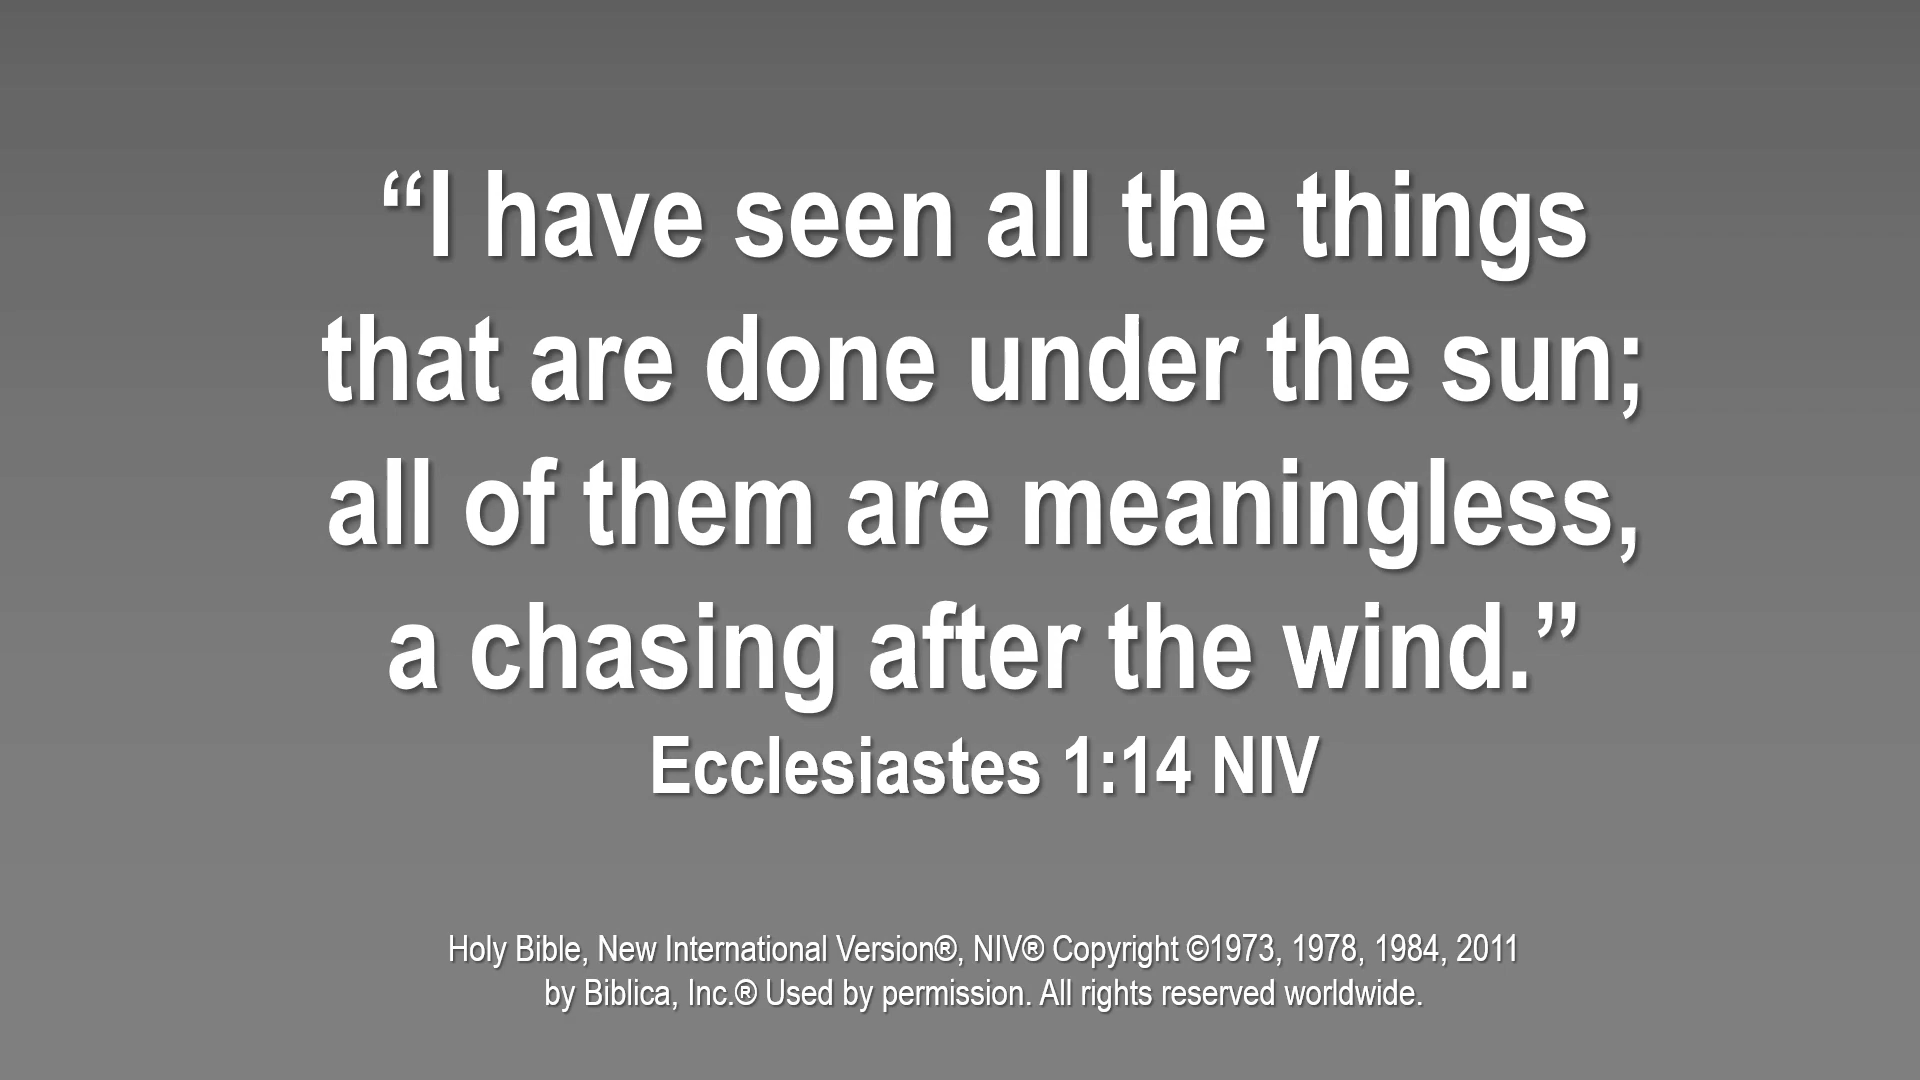 “I have seen all the things
that are done under the sun;
all of them are meaningless,
a chasing after the wind.”
Ecclesiastes 1:14 NIV
Holy Bible, New International Version®, NIV® Copyright ©1973, 1978, 1984, 2011
by Biblica, Inc.® Used by permission. All rights reserved worldwide.